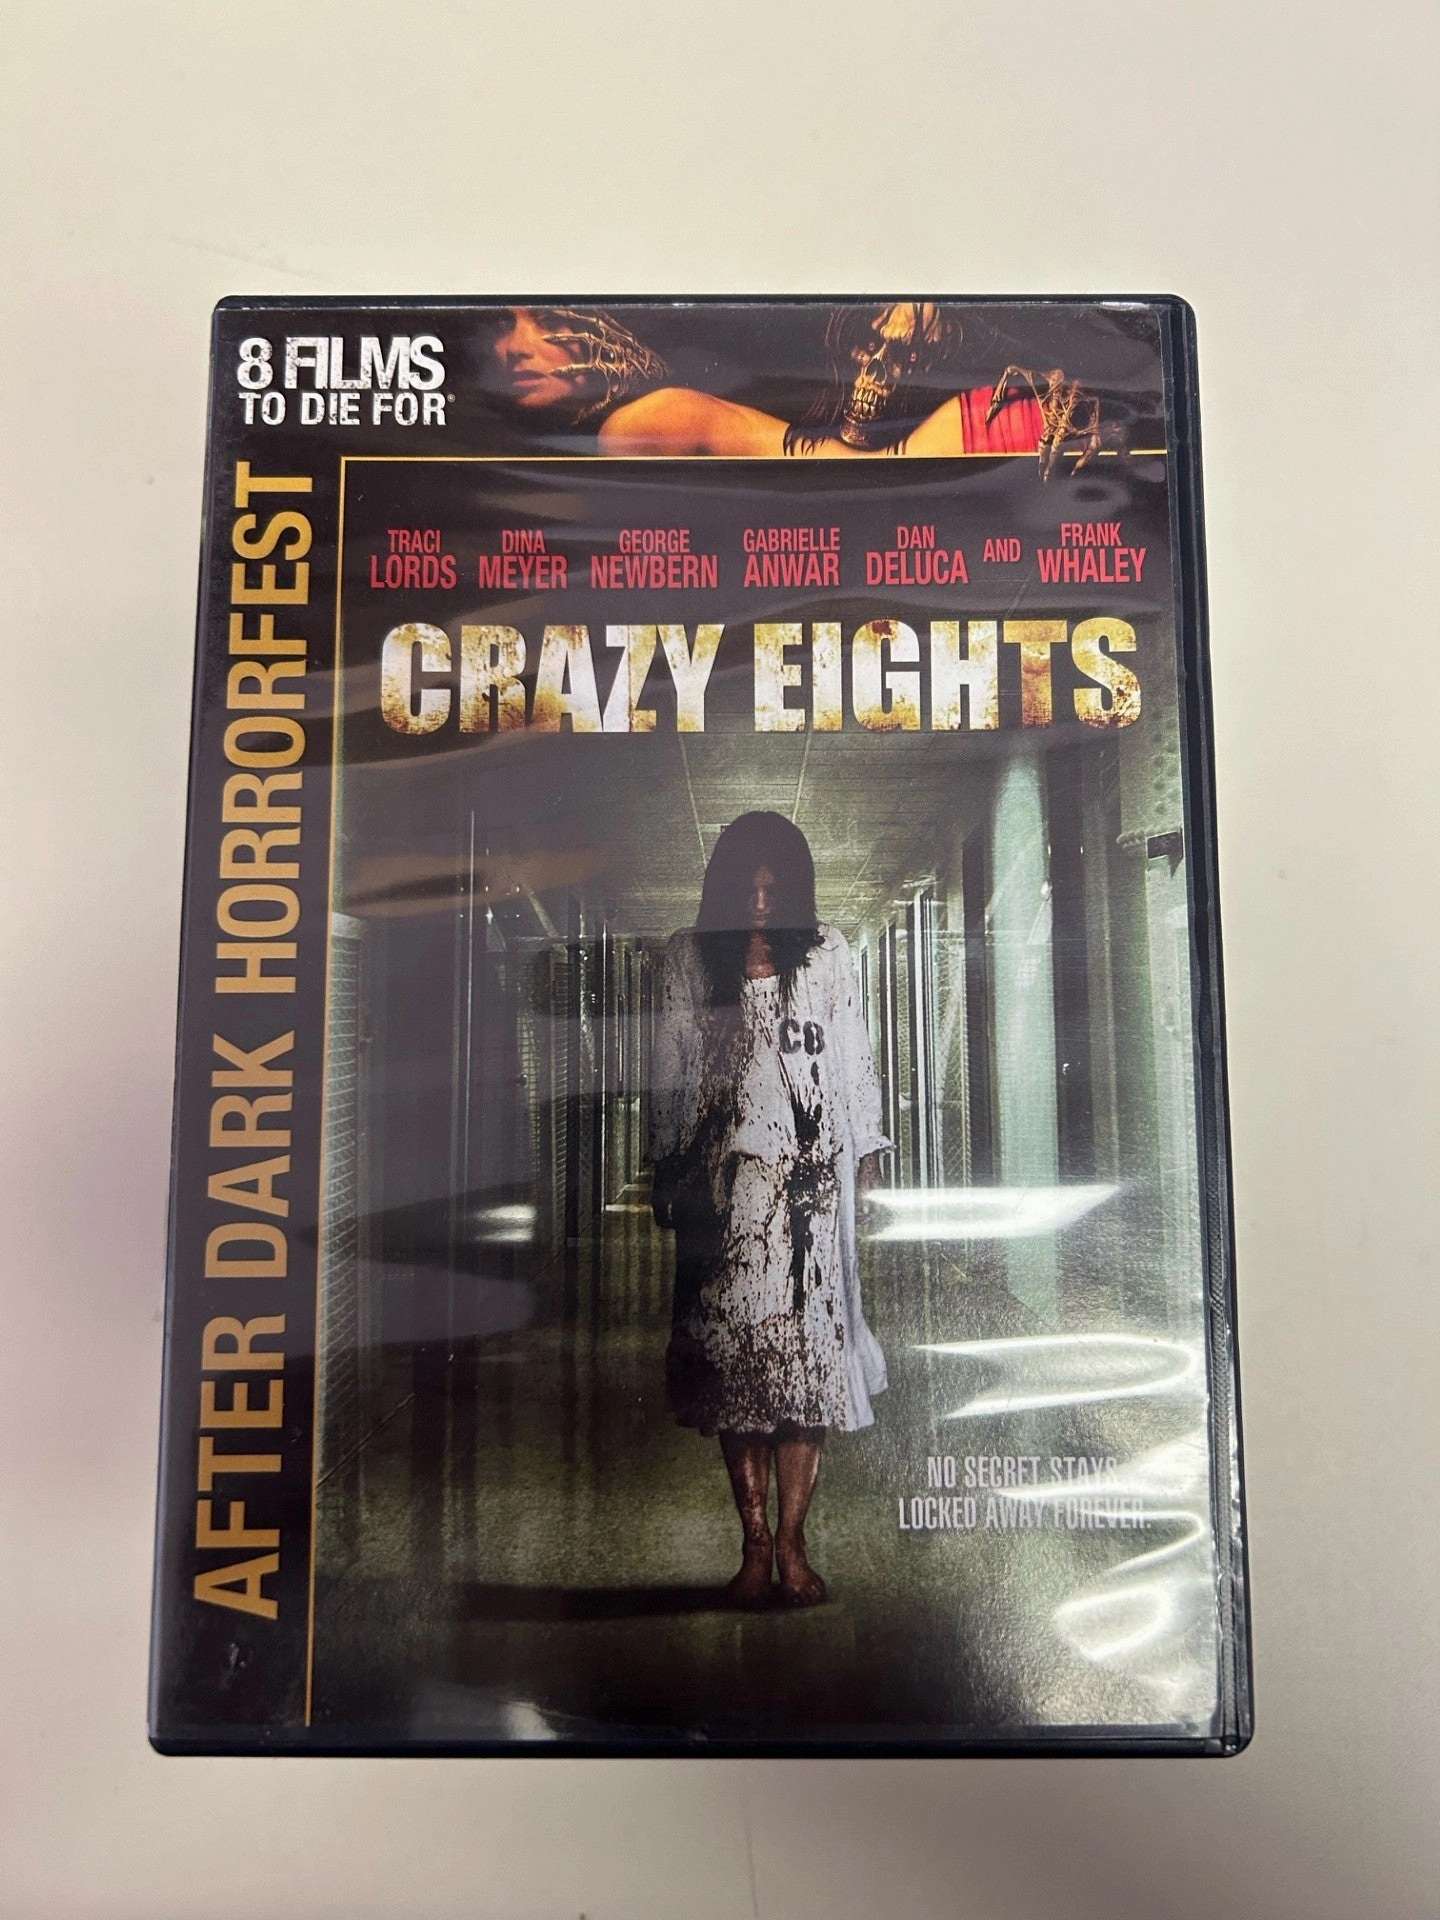 8 FILMS
TO DIE FOR®
AFTER DARK HORRORFEST
TRACI LORDS DINA MEYER GEORGE NEWBERN GABRIELLE ANWAR DAN DELUCA AND FRANK WHALEY
CRAZY EIGHTS
C8
NO SECRET STAYS
LOCKED AWAY FOREVER.